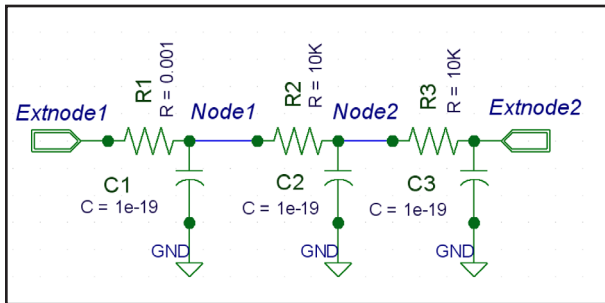 Extnode1
R1
R = 0.001
Node1
R2
R = 10K
Node2
R3
R = 10K
Extnode2
C1
C = 1e-19
C2
C = 1e-19
C3
C = 1e-19
GND
GND
GND